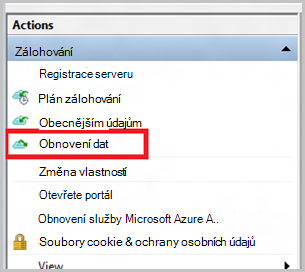 Actions
Zálohování
Registrace serveru
Plán zálohování
Obecnějším údajům
Obnovení dat
Změna vlastností
Otevřete portál
Obnovení služby Microsoft Azure A..
Soubory cookie & ochrany osobních údajů
View